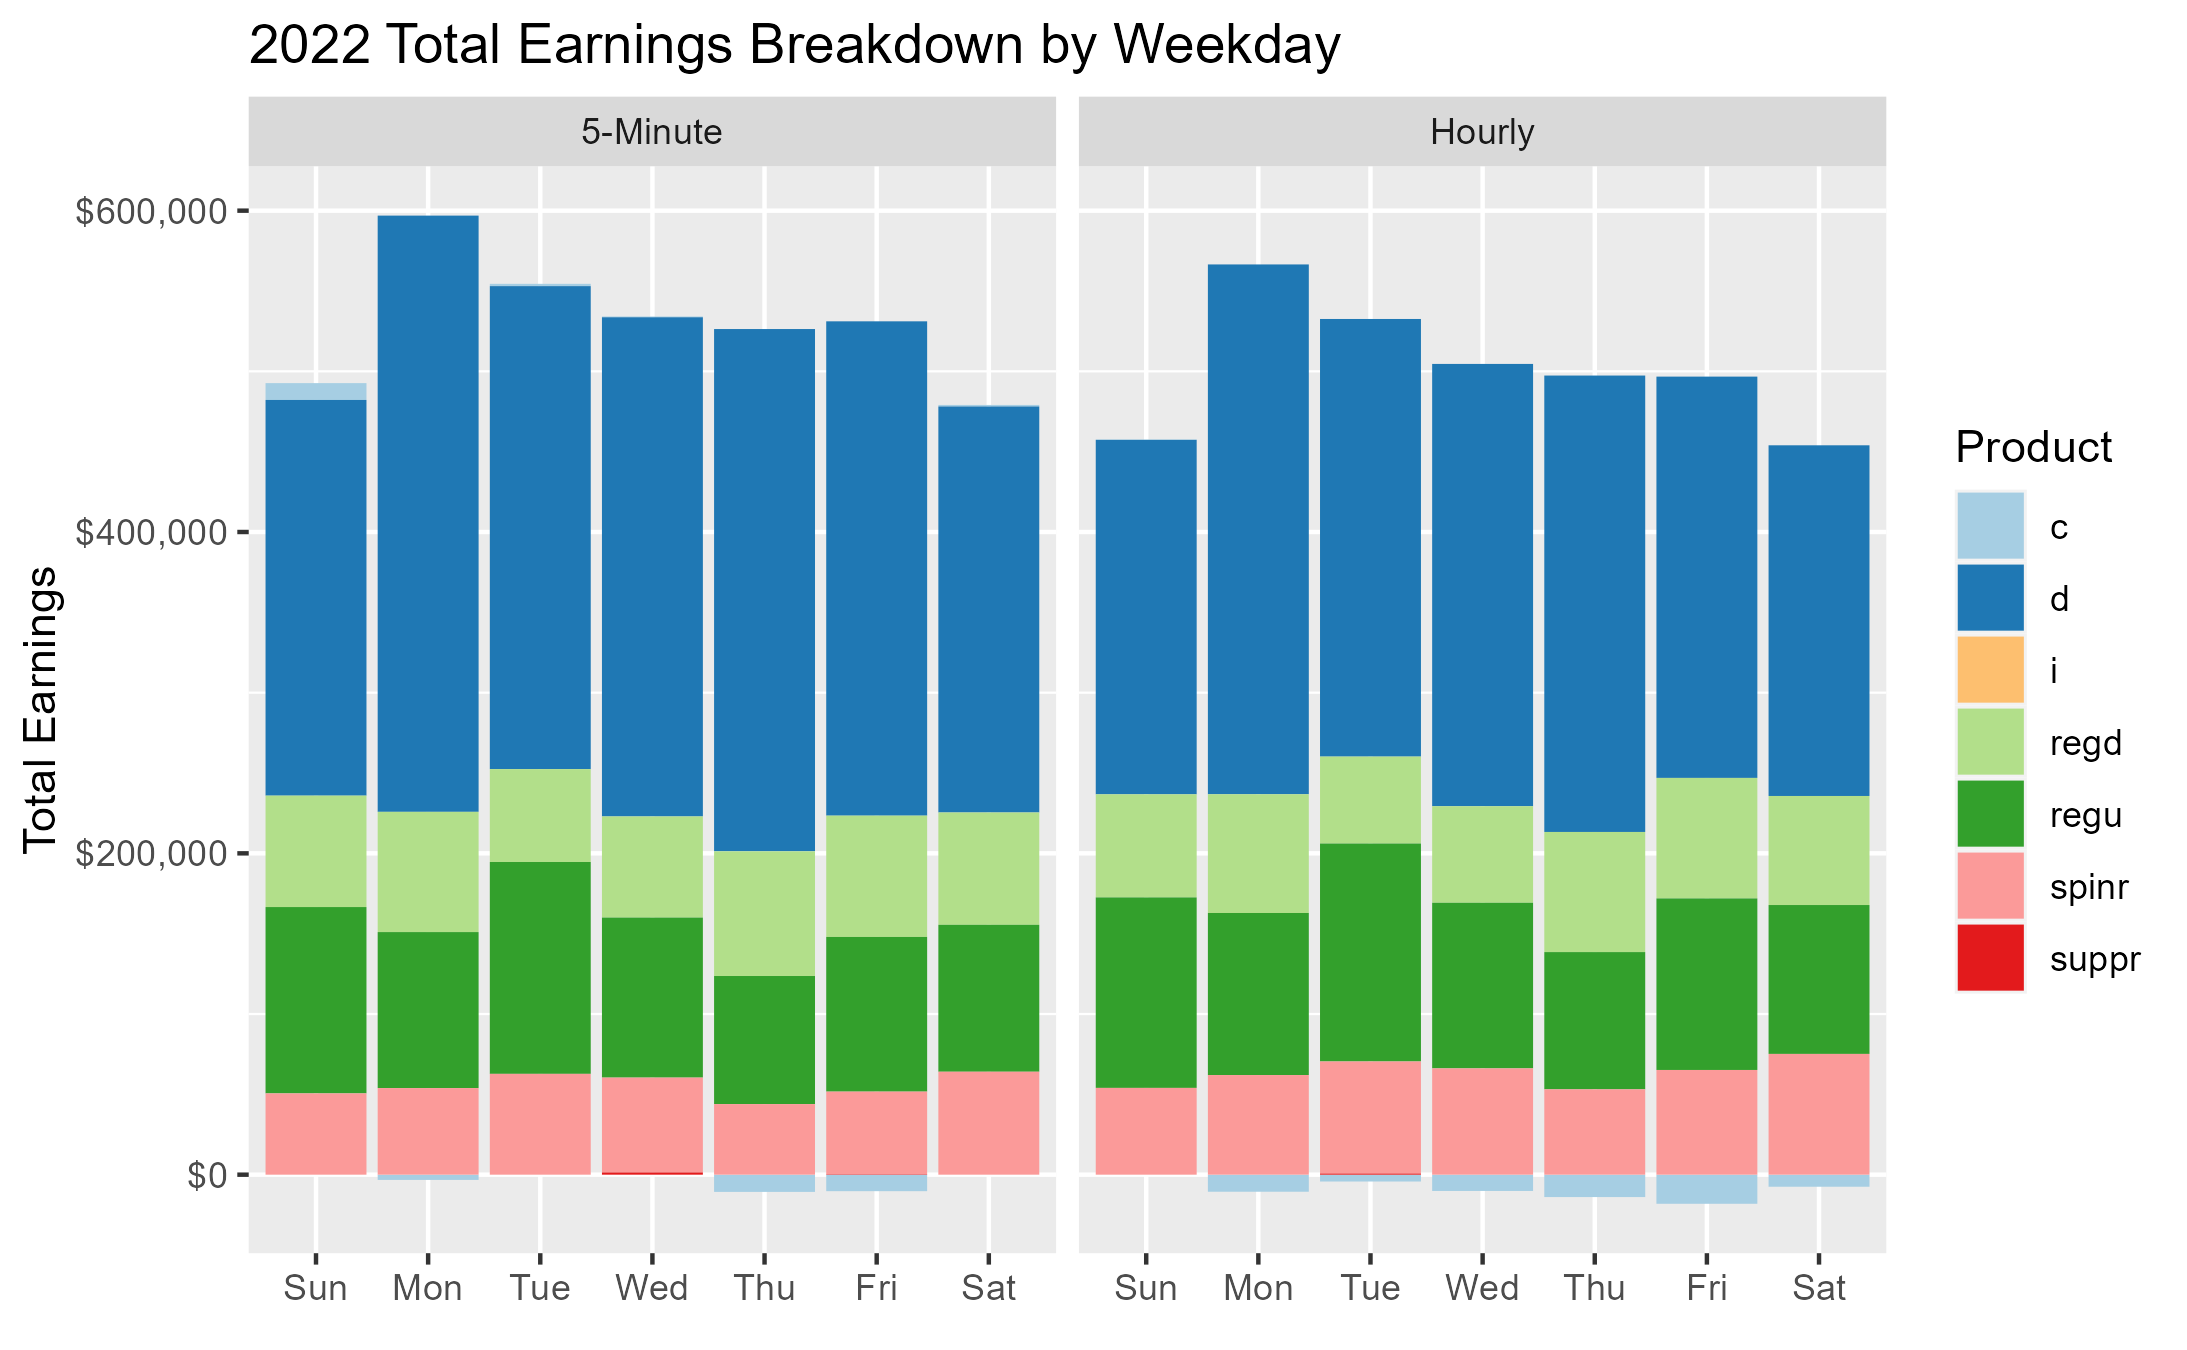 2022 Total Earnings Breakdown by Weekday
5-Minute
Hourly
Total Earnings
$600,000
$400,000
$200,000
$0
Sun Mon Tue Wed Thu Fri Sat
Sun Mon Tue Wed Thu Fri Sat
Product
c
d
i
regd
regu
spinr
suppr